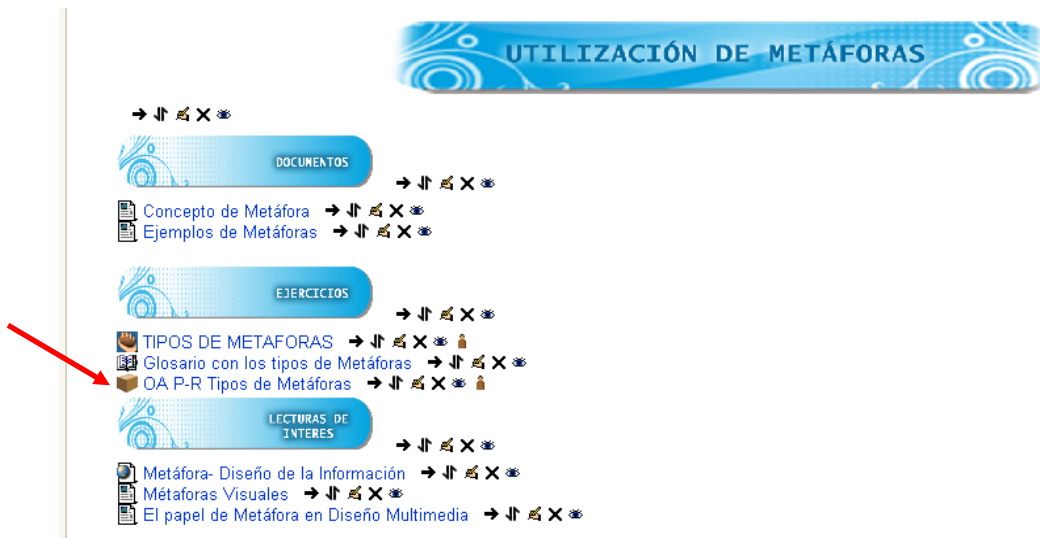 UTILIZACIÓN DE METÁFORAS
DOCUMENTOS
Concepto de Metáfora
Ejemplos de Metáforas
EJERCICIOS
TIPOS DE METAFORAS
Glosario con los tipos de Metáforas
OA P-R Tipos de Metáforas
LECTURAS DE
INTERES
Metáfora- Diseño de la Información
Métaforas Visuales
El papel de Metáfora en Diseño Multimedia